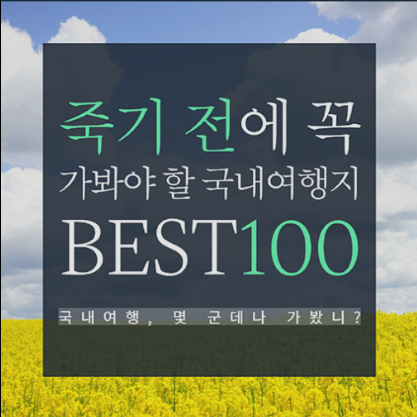 죽기 전에 꼭
가봐야 할 국내여행지
BEST100
국내여행, 몇 군데나 가봤니?